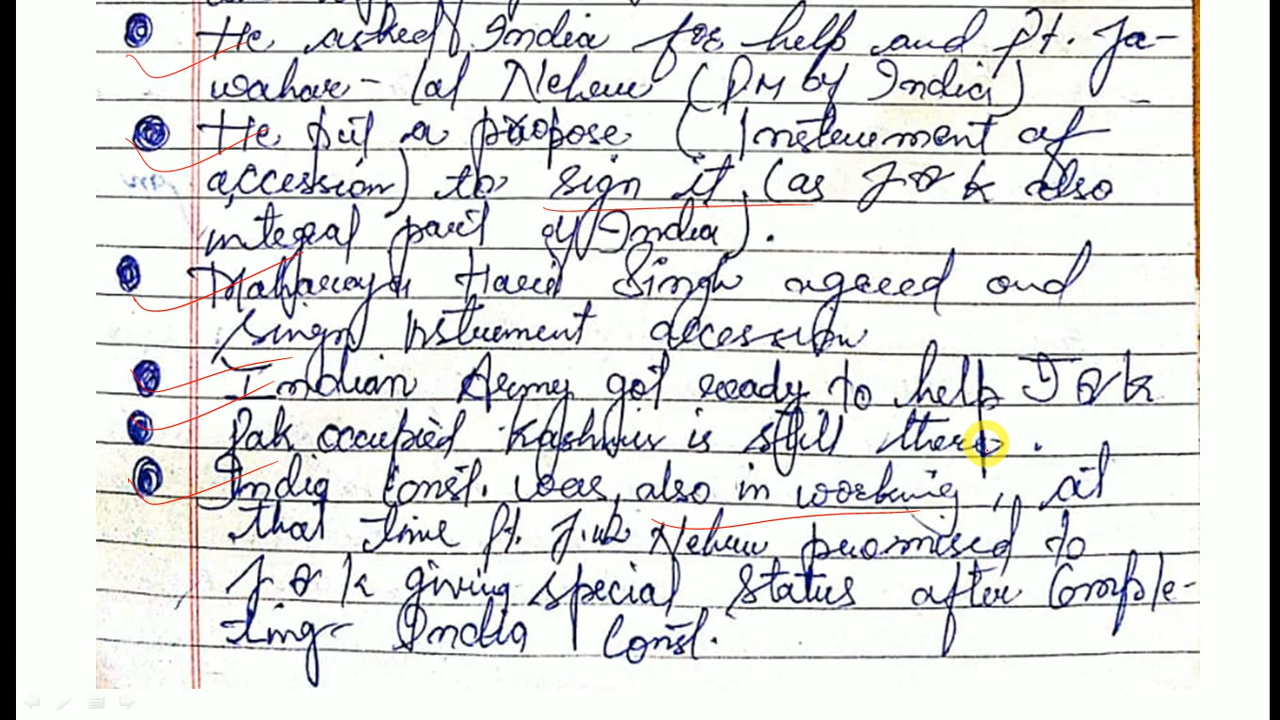 He asked India for help and Pt. Ja-
wahar- lal Nehru (PM of India)
He put a propose ( Instrument of
accession) to sign it (as J & k also
integral part of India).
Maharaja Hari Singh agreed and
singn Instrument accession
Indian Army got ready to help J & k
Pak occupied Kashmir is still there.
India Const. was also in working, at
that time Pt. J.L Nehru promised to
J & k giving special status after Comple-
ting India Const.